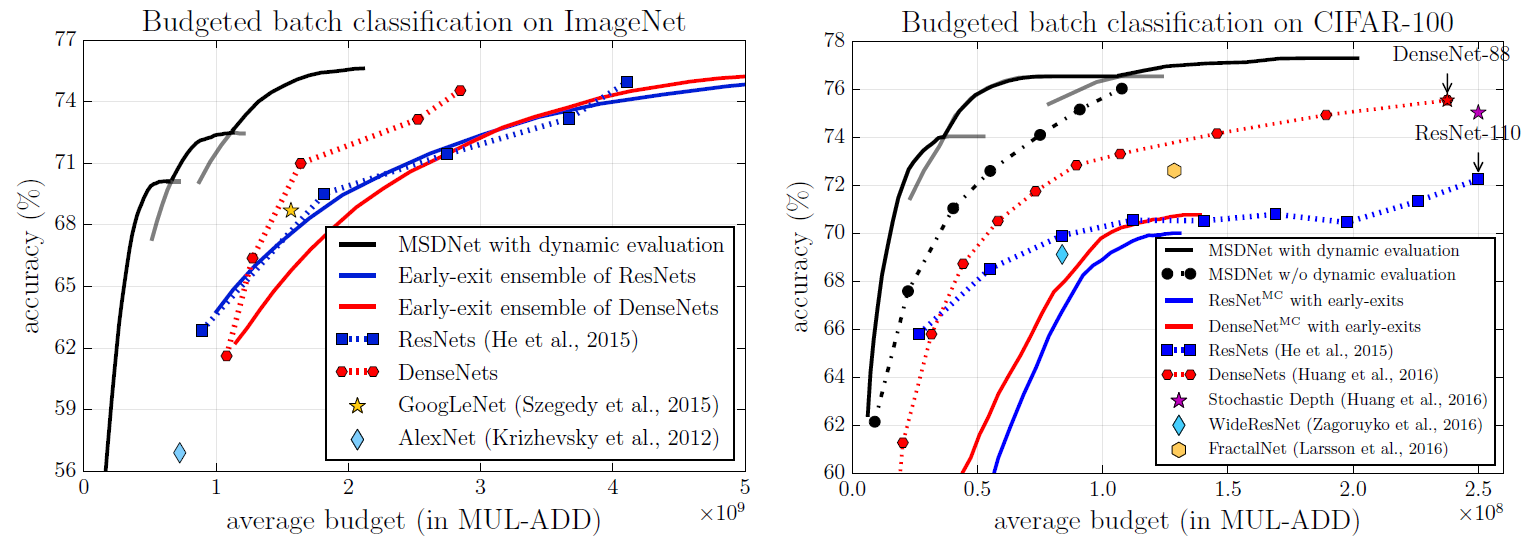 Budgeted batch classification on ImageNet
77
74
71
68
65
62
59
56
accuracy (%)
MSDNet with dynamic evaluation
Early-exit ensemble of ResNets
Early-exit ensemble of DenseNets
ResNets (He et al., 2015)
DenseNets
GoogLeNet (Szegedy et al., 2015)
AlexNet (Krizhevsky et al., 2012)
0 1 2 3 4 5
average budget (in MUL-ADD)
×10⁹
Budgeted batch classification on CIFAR-100
78
76
74
72
70
68
66
64
62
60
accuracy (%)
DenseNet-88
ResNet-110
MSDNet with dynamic evaluation
MSDNet w/o dynamic evaluation
ResNetᴹᶜ with early-exits
DenseNetᴹᶜ with early-exits
ResNets (He et al., 2015)
DenseNets (Huang et al., 2016)
Stochastic Depth (Huang et al., 2016)
WideResNet (Zagoruyko et al., 2016)
FractalNet (Larsson et al., 2016)
0.0 0.5 1.0 1.5 2.0 2.5
average budget (in MUL-ADD)
×10⁸